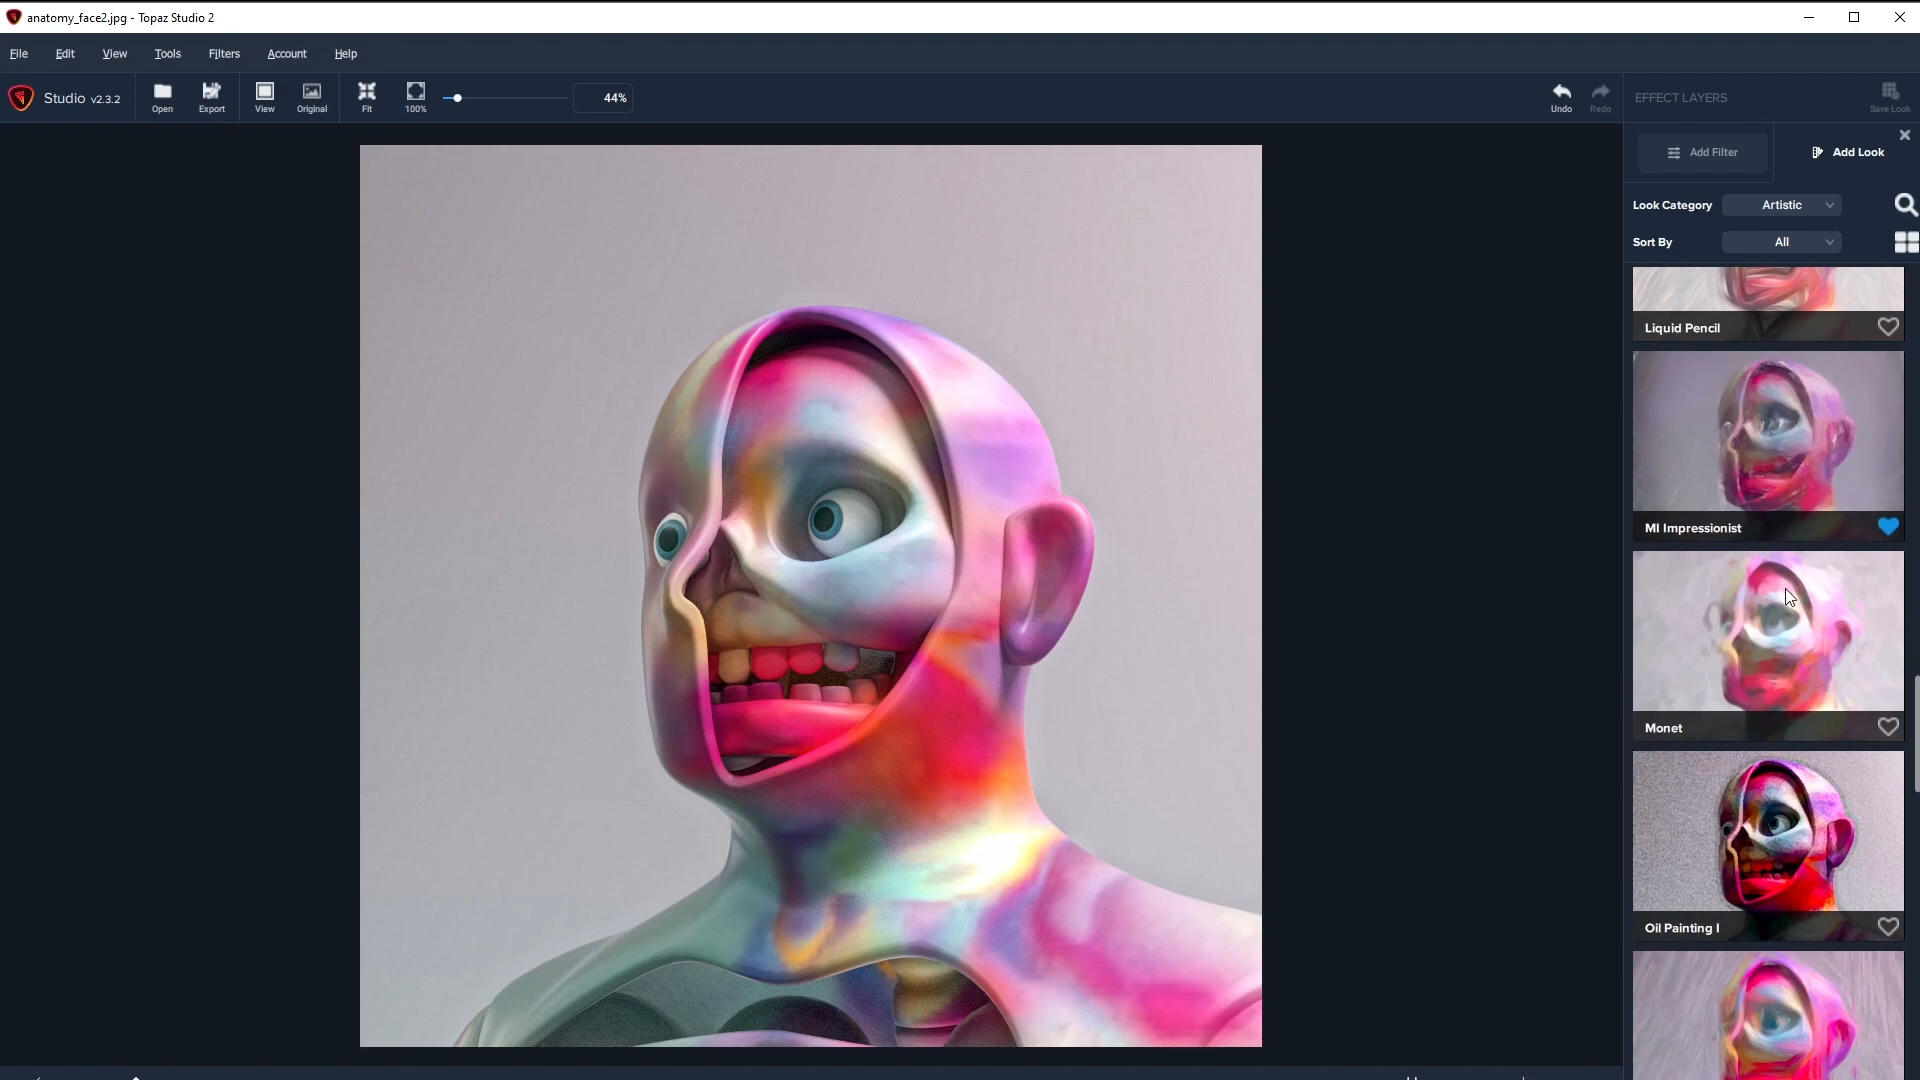 anatomy_face2.jpg - Topaz Studio 2
File Edit View Tools Filters Account Help
Studio v2.3.2
Open Export View Original Fit 100% 44% Undo Redo
EFFECT LAYERS
Save Look
Add Filter
Add Look
Look Category Artistic
Sort By All
Liquid Pencil
MI Impressionist
Monet
Oil Painting I